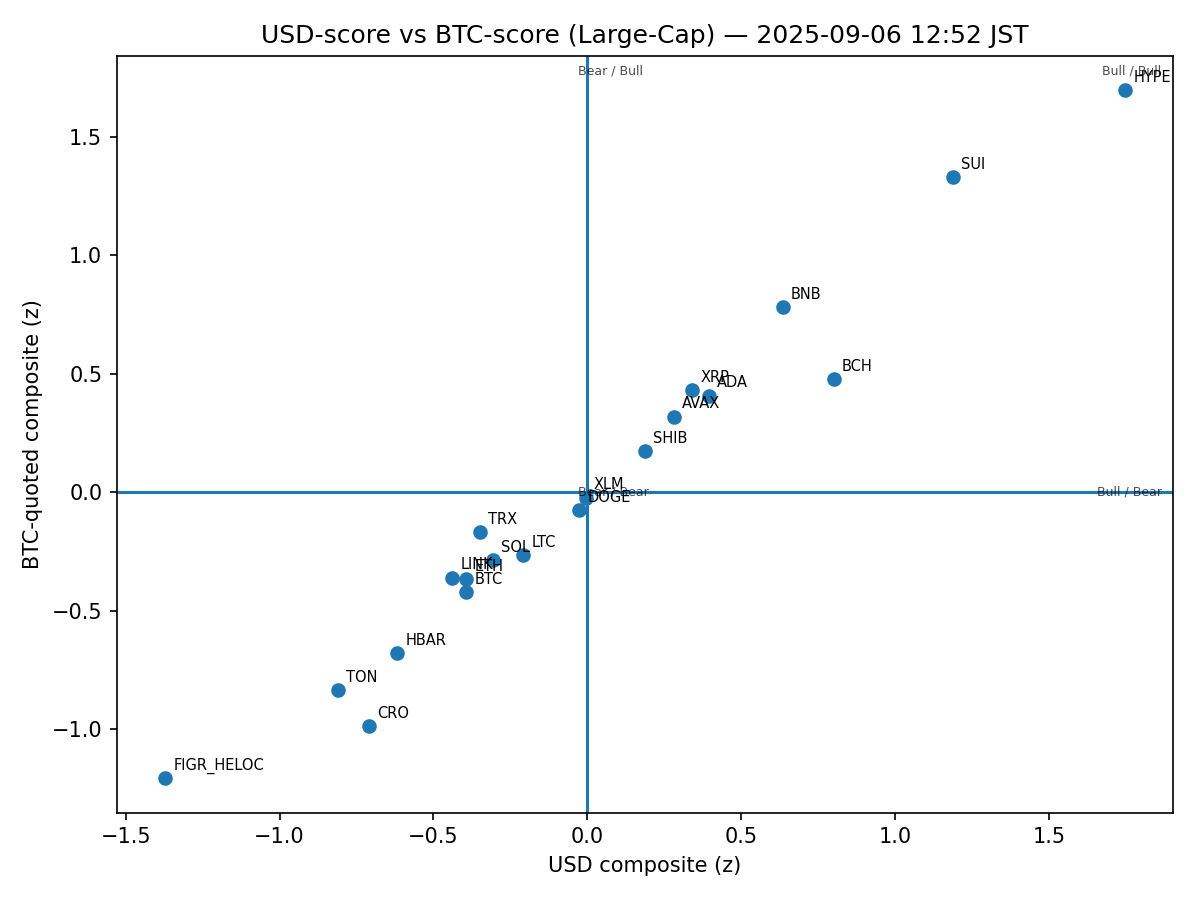 USD-score vs BTC-score (Large-Cap) — 2025-09-06 12:52 JST
Bear / Bull
Bull / Bull
HYPE
1.5
SUI
1.0
BNB
BCH
0.5
XRP
ADA
AVAX
SHIB
XLM
0.0
Bear / Bear
DOGE
Bull / Bear
TRX
LTC
SOL
LINK
ETH
BTC
−0.5
HBAR
TON
CRO
−1.0
FIGR_HELOC
−1.5
−1.0
−0.5
0.0
0.5
1.0
1.5
USD composite (z)
BTC-quoted composite (z)